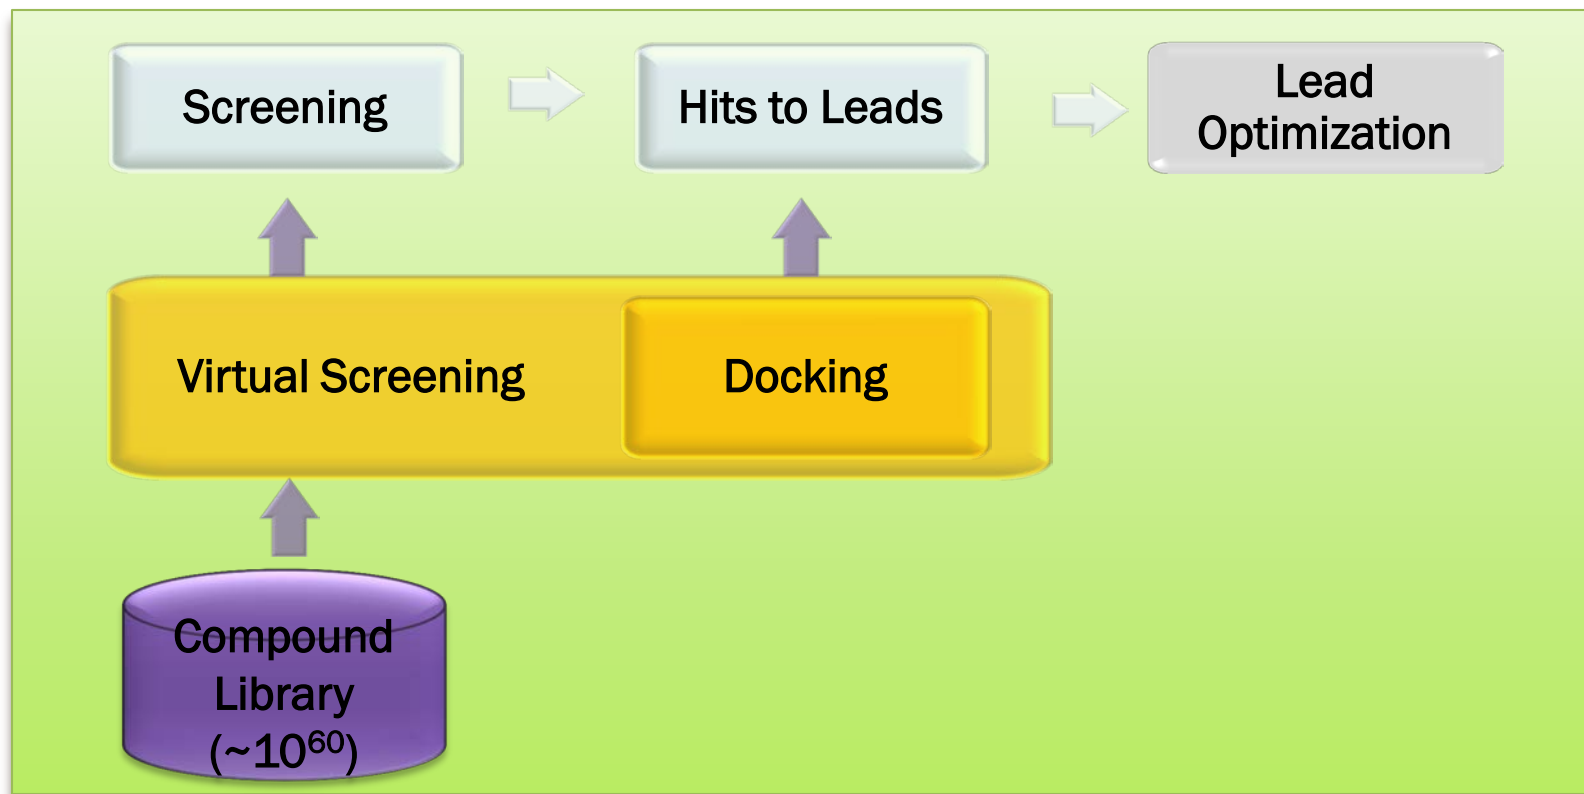 Screening
Hits to Leads
Lead
Optimization
Virtual Screening
Docking
Compound
Library
(~10⁶⁰)